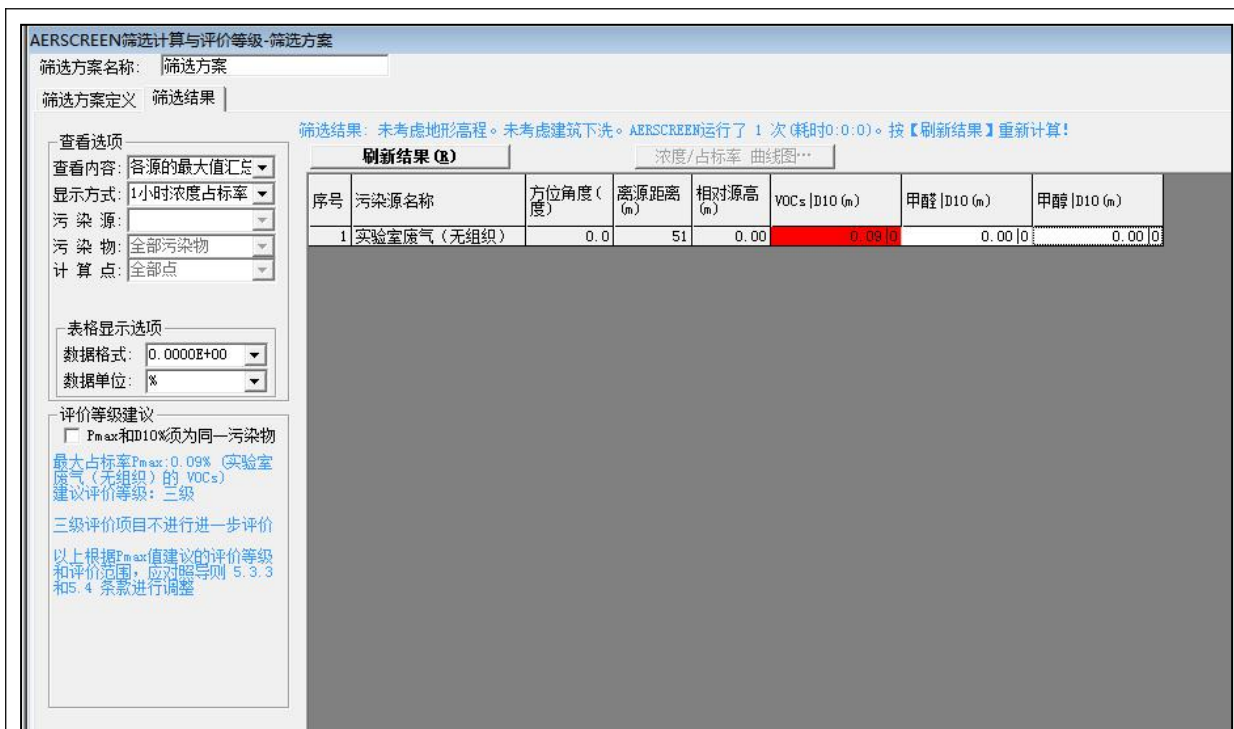 AERSCREEN筛选计算与评价等级-筛选方案
筛选方案名称: 筛选方案
筛选方案定义 筛选结果
筛选结果: 未考虑地形高程。未考虑建筑下洗。AERSCREEN运行了 1 次(耗时0:0:0)。按【刷新结果】重新计算!
查看选项
查看内容: 各源的最大值汇总
显示方式: 1小时浓度占标率
污 染 源:
污 染 物: 全部污染物
计 算 点: 全部点
刷新结果(R) 浓度/占标率 曲线图…
序号 污染源名称 方位角度(度) 离源距离(m) 相对源高(m) VOCs|D10(m) 甲醛|D10(m) 甲醇|D10(m)
1 实验室废气（无组织） 0.0 51 0.00 0.09|0 0.00|0 0.00|0
表格显示选项
数据格式: 0.0000E+00
数据单位: %
评价等级建议
Pmax和D10%须为同一污染物
最大占标率Pmax:0.09% (实验室
废气（无组织）的 VOCs)
建议评价等级: 三级
三级评价项目不进行进一步评价
以上根据Pmax值建议的评价等级
和评价范围，应对照导则 5.3.3
和5.4 条款进行调整